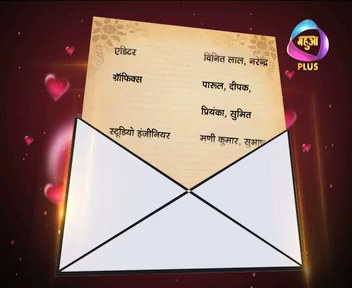 महुआ
PLUS
एडिटर विनित लाल, नरेन्द्र
ग्रॉफिक्स पारूल, दीपक,
प्रियंका, सुमित
स्टूडियो इंजीनियर मणी कुमार, सुभाष